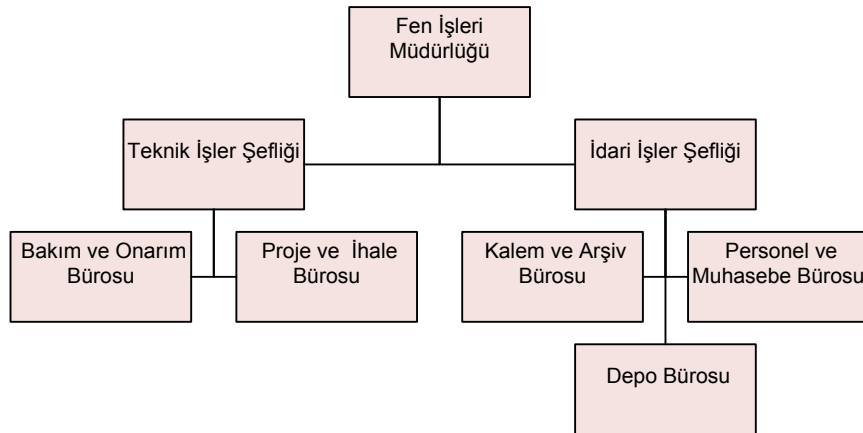 Fen İşleri
Müdürlüğü
Teknik İşler Şefliği
İdari İşler Şefliği
Bakım ve Onarım
Bürosu
Proje ve İhale
Bürosu
Kalem ve Arşiv
Bürosu
Personel ve
Muhasebe Bürosu
Depo Bürosu